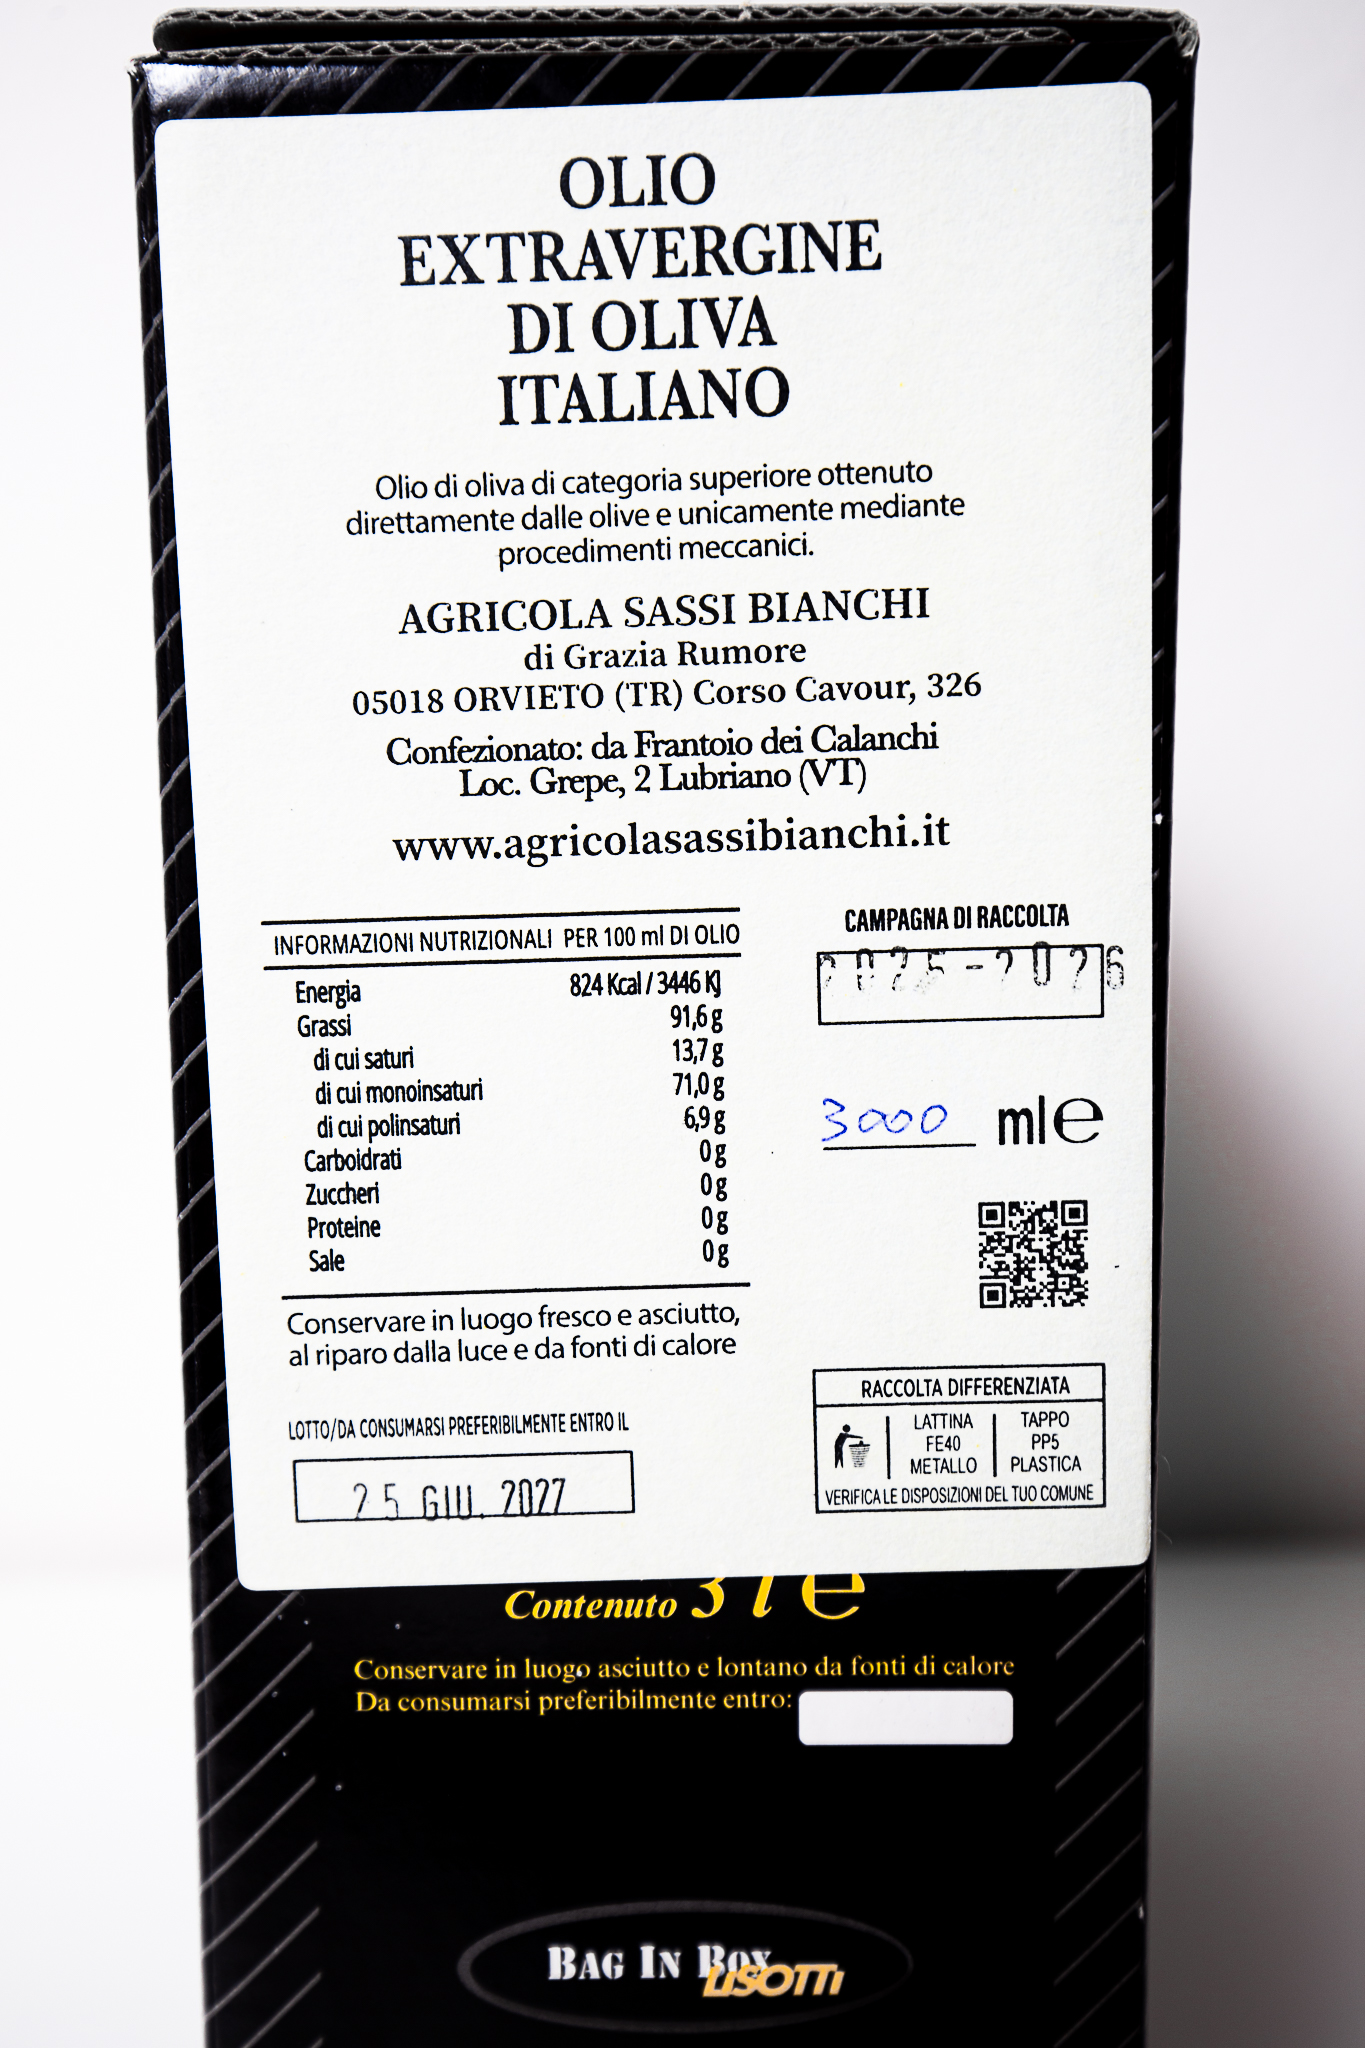 OLIO
EXTRAVERGINE
DI OLIVA
ITALIANO
Olio di oliva di categoria superiore ottenuto
direttamente dalle olive e unicamente mediante
procedimenti meccanici.
AGRICOLA SASSI BIANCHI
di Grazia Rumore
05018 ORVIETO (TR) Corso Cavour, 326
Confezionato: da Frantoio dei Calanchi
Loc. Grepe, 2 Lubriano (VT)
www.agricolasassibianchi.it
INFORMAZIONI NUTRIZIONALI PER 100 ml DI OLIO
Energia 824 Kcal / 3446 KJ
Grassi 91,6 g
di cui saturi 13,7 g
di cui monoinsaturi 71,0 g
di cui polinsaturi 6,9 g
Carboidrati 0 g
Zuccheri 0 g
Proteine 0 g
Sale 0 g
Conservare in luogo fresco e asciutto,
al riparo dalla luce e da fonti di calore
LOTTO/DA CONSUMARSI PREFERIBILMENTE ENTRO IL
25 GIU. 2027
CAMPAGNA DI RACCOLTA
2025-2026
3000 ml e
RACCOLTA DIFFERENZIATA
LATTINA
FE40
METALLO
TAPPO
PP5
PLASTICA
VERIFICA LE DISPOSIZIONI DEL TUO COMUNE
Contenuto 3 l e
Conservare in luogo asciutto e lontano da fonti di calore
Da consumarsi preferibilmente entro:
BAG IN BOX
LISOTTI